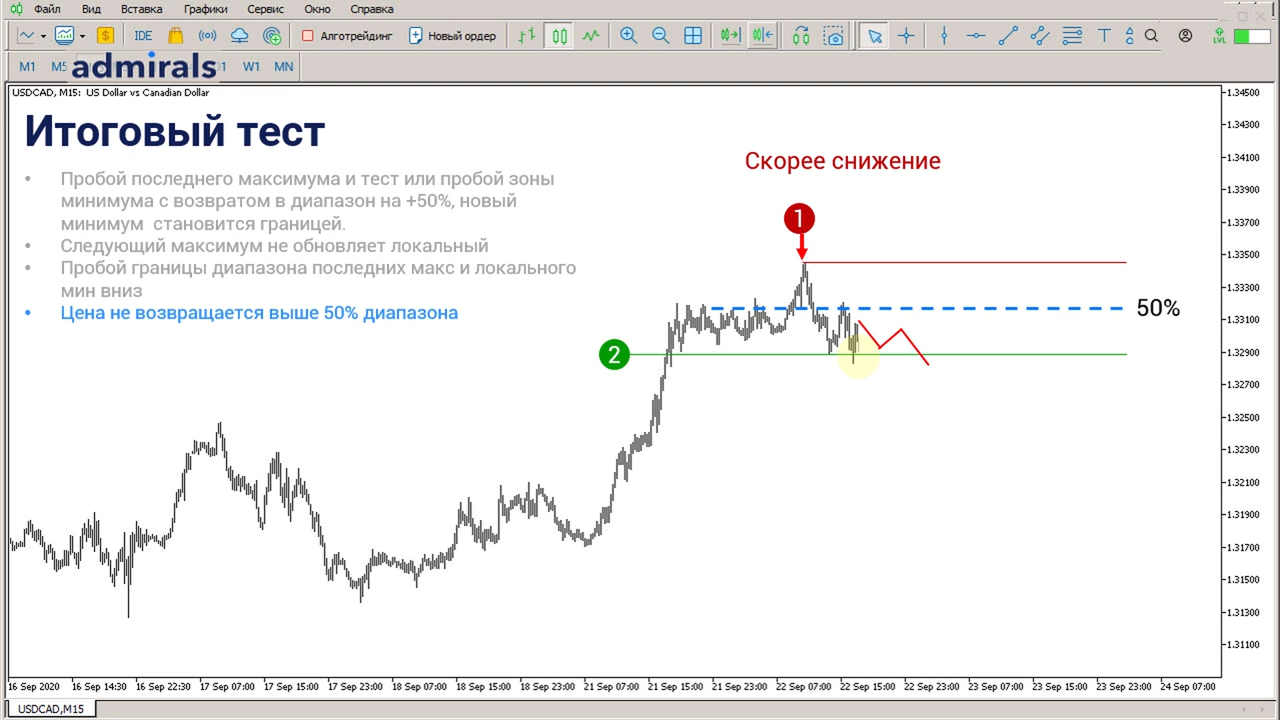 Файл Вид Вставка Графики Сервис Окно Справка
$ IDE Алготрейдинг Новый ордер T LVL
M1 M5 admirals W1 MN
USDCAD, M15: US Dollar vs Canadian Dollar
Итоговый тест
• Пробой последнего максимума и тест или пробой зоны
минимума с возвратом в диапазон на +50%, новый
минимум становится границей.
• Следующий максимум не обновляет локальный
• Пробой границы диапазона последних макс и локального
мин вниз
• Цена не возвращается выше 50% диапазона
Скорее снижение
1
50%
2
1.34500
1.34300
1.34100
1.33900
1.33700
1.33500
1.33300
1.33100
1.32900
1.32700
1.32500
1.32300
1.32100
1.31900
1.31700
1.31500
1.31300
1.31100
16 Sep 2020 16 Sep 14:30 16 Sep 22:30 17 Sep 07:00 17 Sep 15:00 17 Sep 23:00 18 Sep 07:00 18 Sep 15:00 18 Sep 23:00 21 Sep 07:00 21 Sep 15:00 21 Sep 23:00 22 Sep 07:00 22 Sep 15:00 22 Sep 23:00 23 Sep 07:00 23 Sep 15:00 23 Sep 23:00 24 Sep 07:00
USDCAD,M15